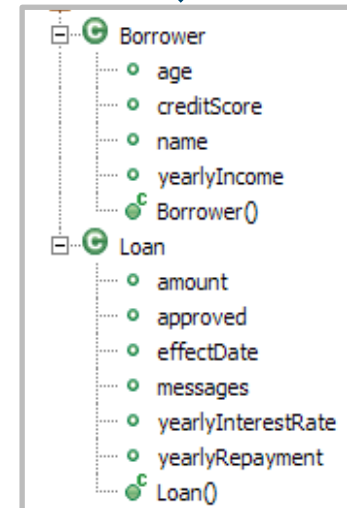 Borrower
age
creditScore
name
yearlyIncome
Borrower()
Loan
amount
approved
effectDate
messages
yearlyInterestRate
yearlyRepayment
Loan()